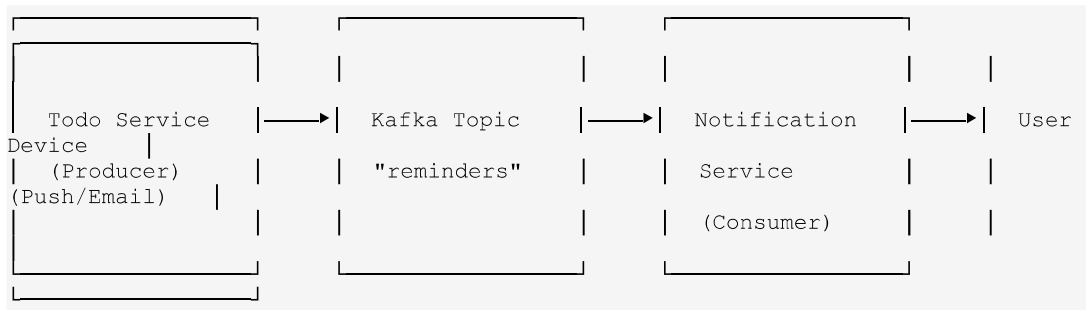 Todo Service Kafka Topic Notification User
Device
(Producer) "reminders" Service
(Push/Email)
(Consumer)